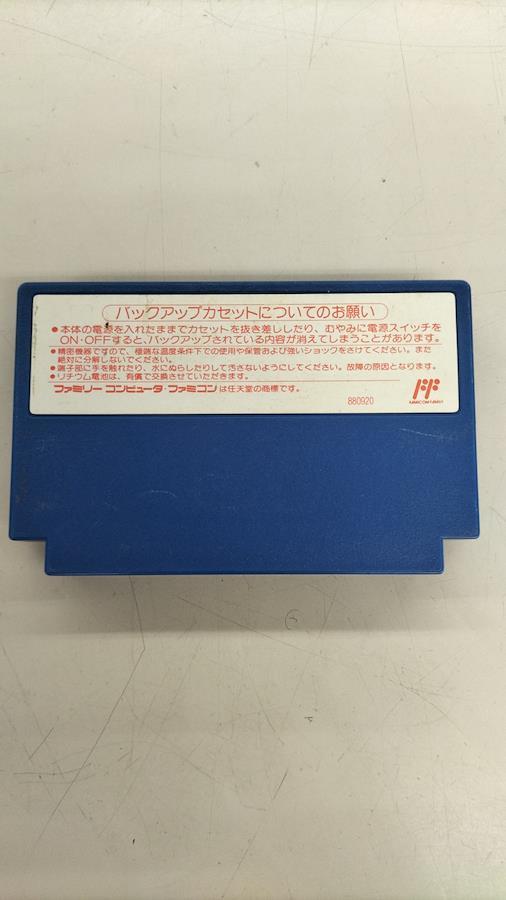 バックアップカセットについてのお願い
●本体の電源を入れたままでカセットを抜き差ししたり、むやみに電源スイッチを
ON・OFFすると、バックアップされている内容が消えてしまうことがあります。
●精密機器ですので、極端な温度条件下での使用や保管および強いショックをさけてください。また
絶対に分解しないでください。
●端子部に手を触れたり、水にぬらしたりして汚さないようにしてください。故障の原因となります。
●リチウム電池は、有償で交換させていただきます。
ファミリーコンピュータ・ファミコンは任天堂の商標です。
880920
FAMICOM FAMILY